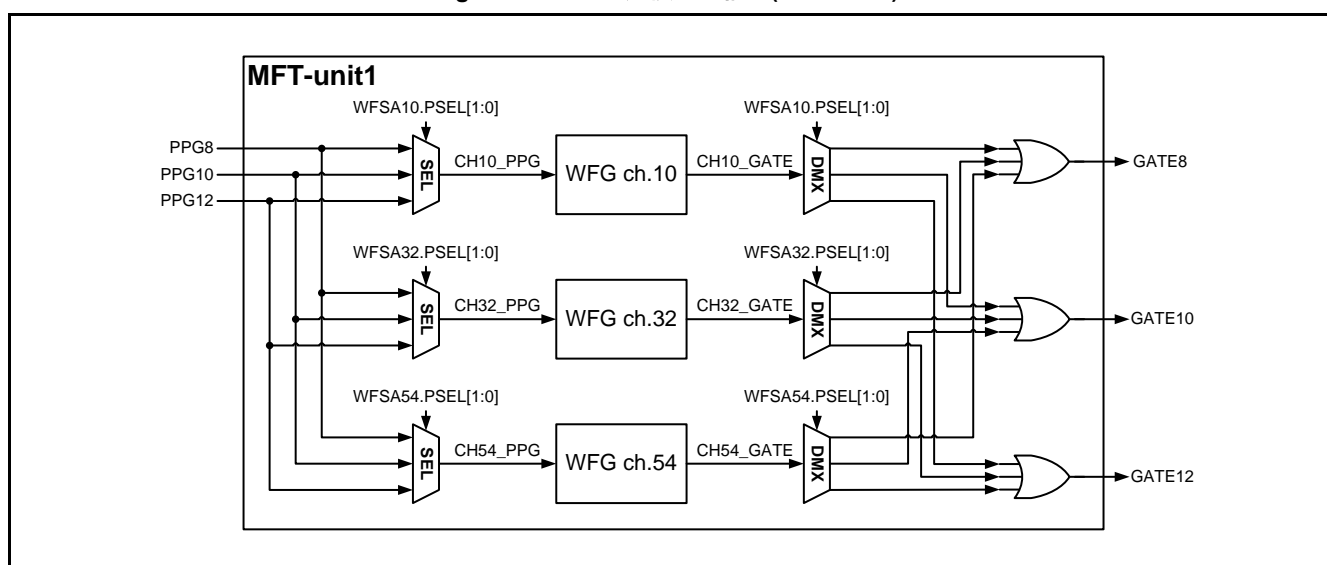 MFT-unit1
WFSA10.PSEL[1:0]
WFSA10.PSEL[1:0]
PPG8
PPG10
PPG12
SEL
CH10_PPG
WFG ch.10
CH10_GATE
DMX
GATE8
WFSA32.PSEL[1:0]
WFSA32.PSEL[1:0]
SEL
CH32_PPG
WFG ch.32
CH32_GATE
DMX
GATE10
WFSA54.PSEL[1:0]
WFSA54.PSEL[1:0]
SEL
CH54_PPG
WFG ch.54
CH54_GATE
DMX
GATE12